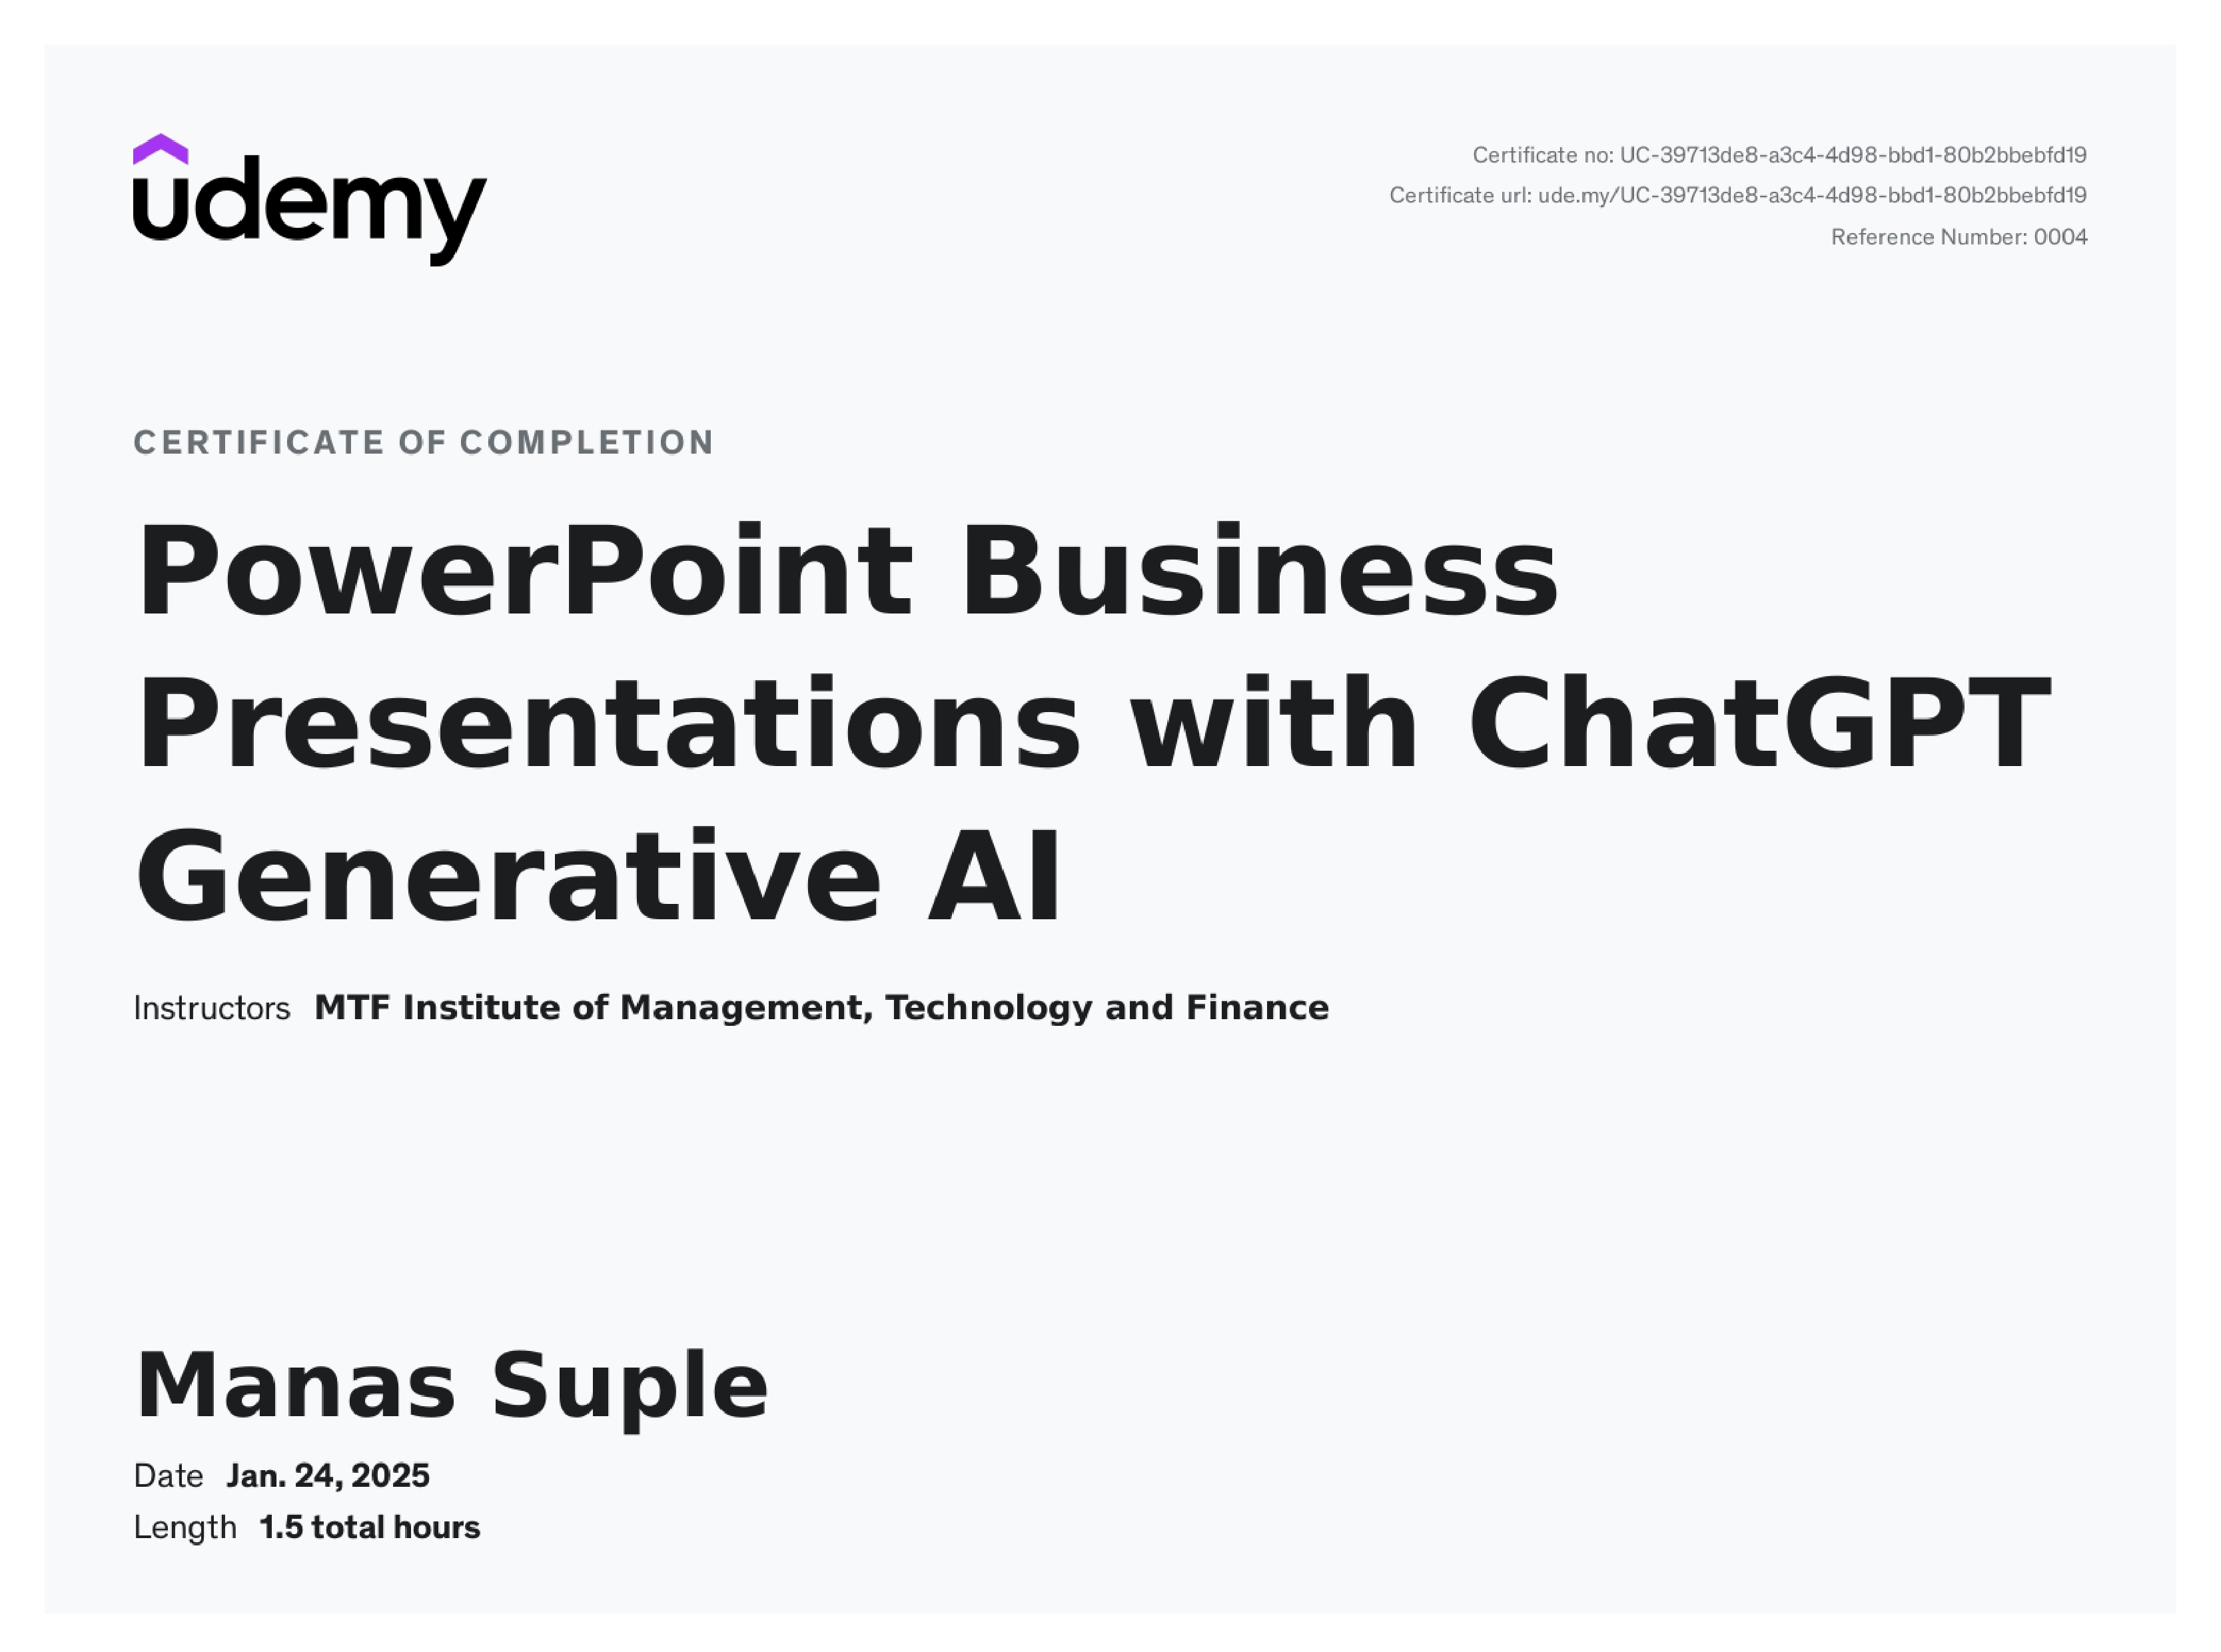 udemy
Certificate no: UC-39713de8-a3c4-4d98-bbd1-80b2bbebfd19
Certificate url: ude.my/UC-39713de8-a3c4-4d98-bbd1-80b2bbebfd19
Reference Number: 0004
CERTIFICATE OF COMPLETION
PowerPoint Business
Presentations with ChatGPT
Generative AI
Instructors MTF Institute of Management, Technology and Finance
Manas Suple
Date Jan. 24, 2025
Length 1.5 total hours